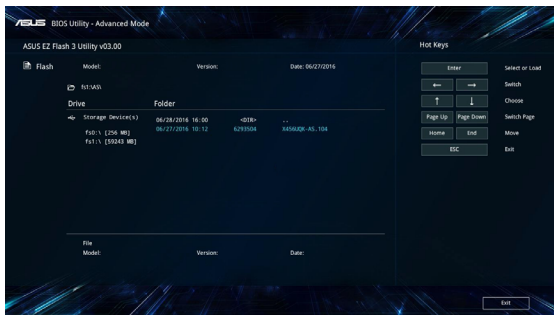 ASUS BIOS Utility - Advanced Mode
ASUS EZ Flash 3 Utility v03.00
Hot Keys
Flash Model: Version: Date: 06/27/2016
Enter Select or Load
fs1:\AS\
← → Switch
Drive Folder
↑ ↓ Choose
Storage Device(s) 06/28/2016 16:00 <DIR> ..
Page Up Page Down Switch Page
fs0:\ [256 MB] 06/27/2016 10:12 6293504 X456UQK-AS.104
Home End Move
fs1:\ [59243 MB]
ESC Exit
File
Model: Version: Date:
Exit